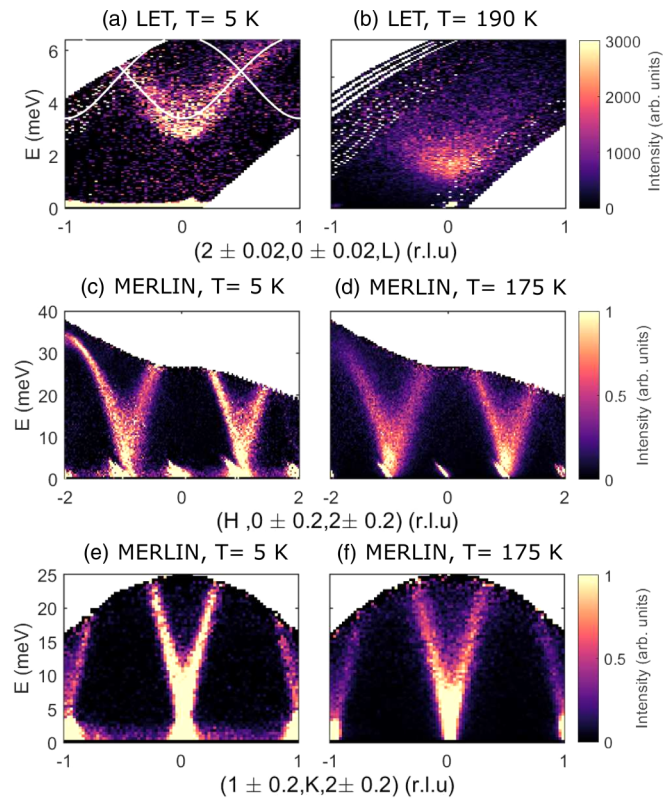 (a) LET, T= 5 K
(b) LET, T= 190 K
E (meV)
6
4
2
0
-1 0 1
-1 0 1
3000
2000
1000
0
Intensity (arb. units)
(2 ± 0.02,0 ± 0.02,L) (r.l.u)
(c) MERLIN, T= 5 K
(d) MERLIN, T= 175 K
E (meV)
40
30
20
10
0
-2 0 2
-2 0 2
1
0.5
0
Intensity (arb. units)
(H ,0 ± 0.2,2± 0.2) (r.l.u)
(e) MERLIN, T= 5 K
(f) MERLIN, T= 175 K
E (meV)
25
20
15
10
5
0
-1 0 1
-1 0 1
1
0.5
0
Intensity (arb. units)
(1 ± 0.2,K,2± 0.2) (r.l.u)